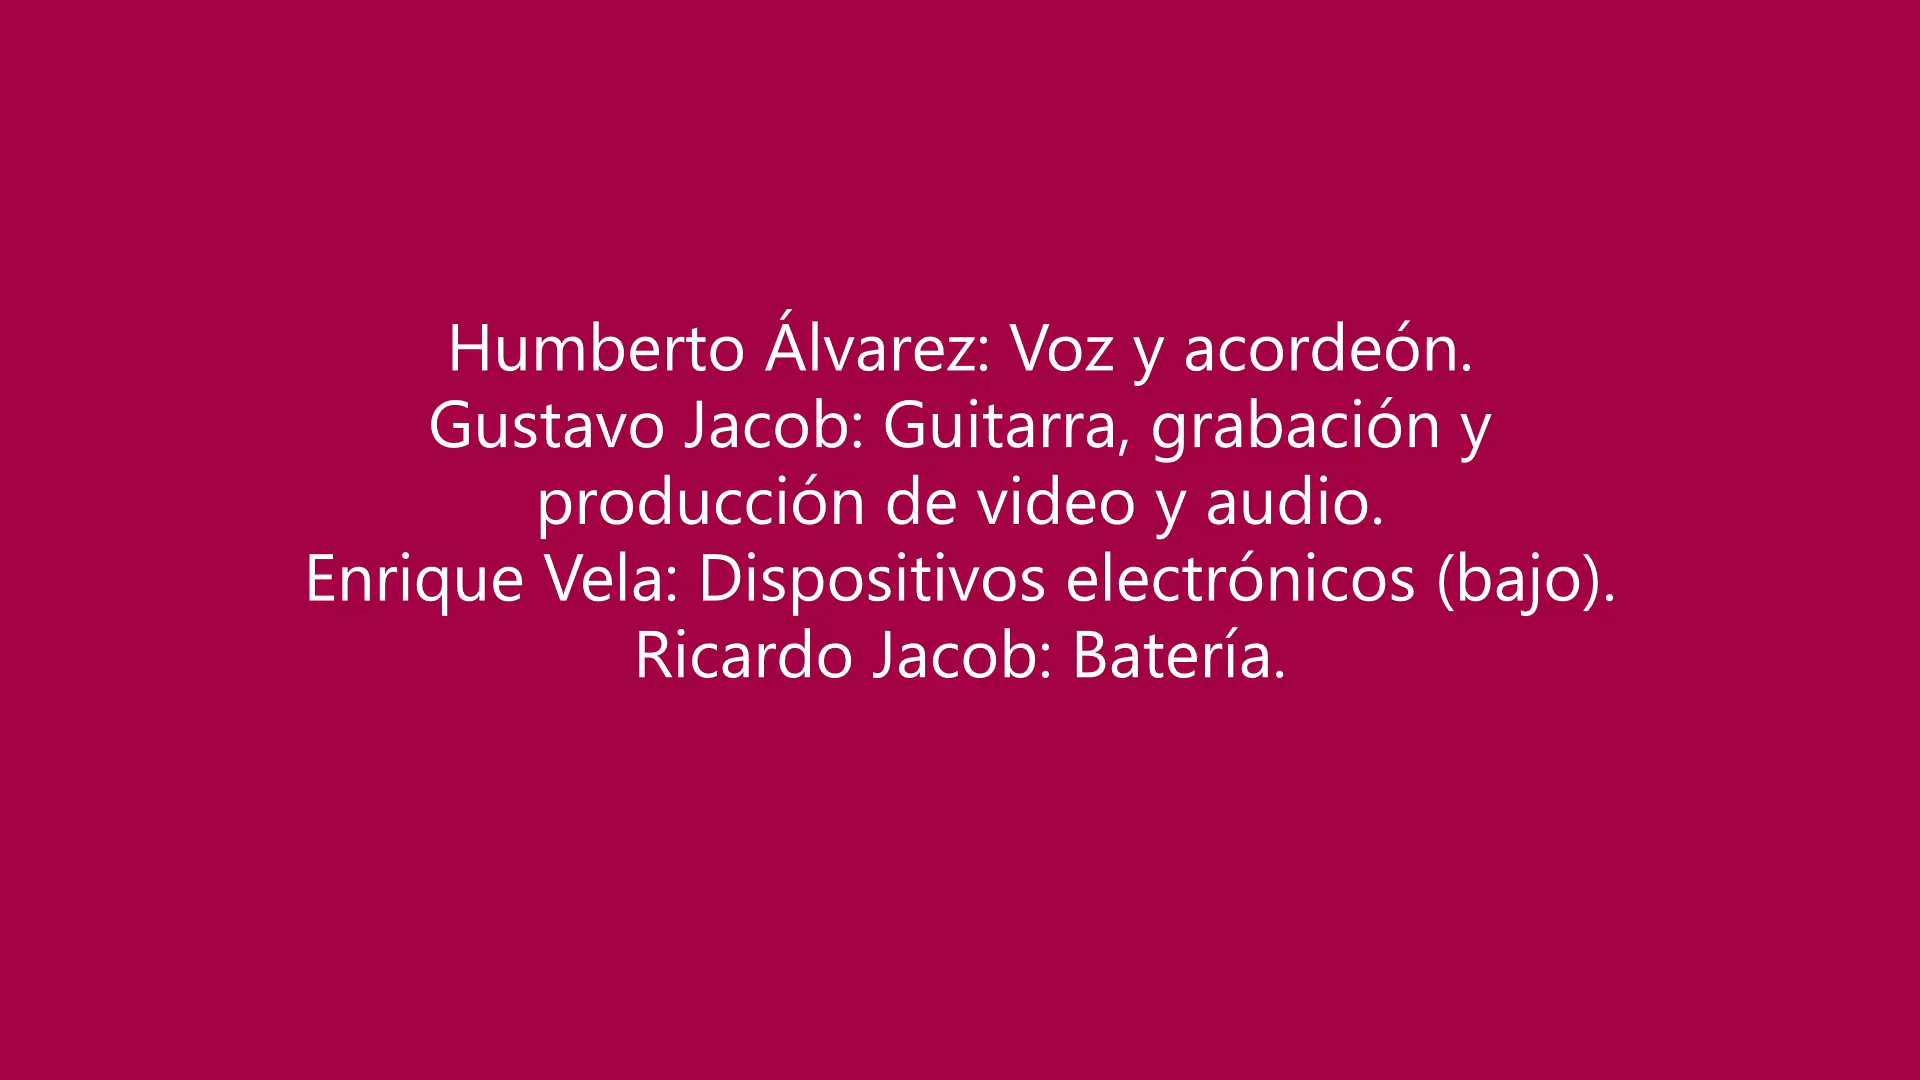 Humberto Álvarez: Voz y acordeón.
Gustavo Jacob: Guitarra, grabación y
producción de video y audio.
Enrique Vela: Dispositivos electrónicos (bajo).
Ricardo Jacob: Batería.